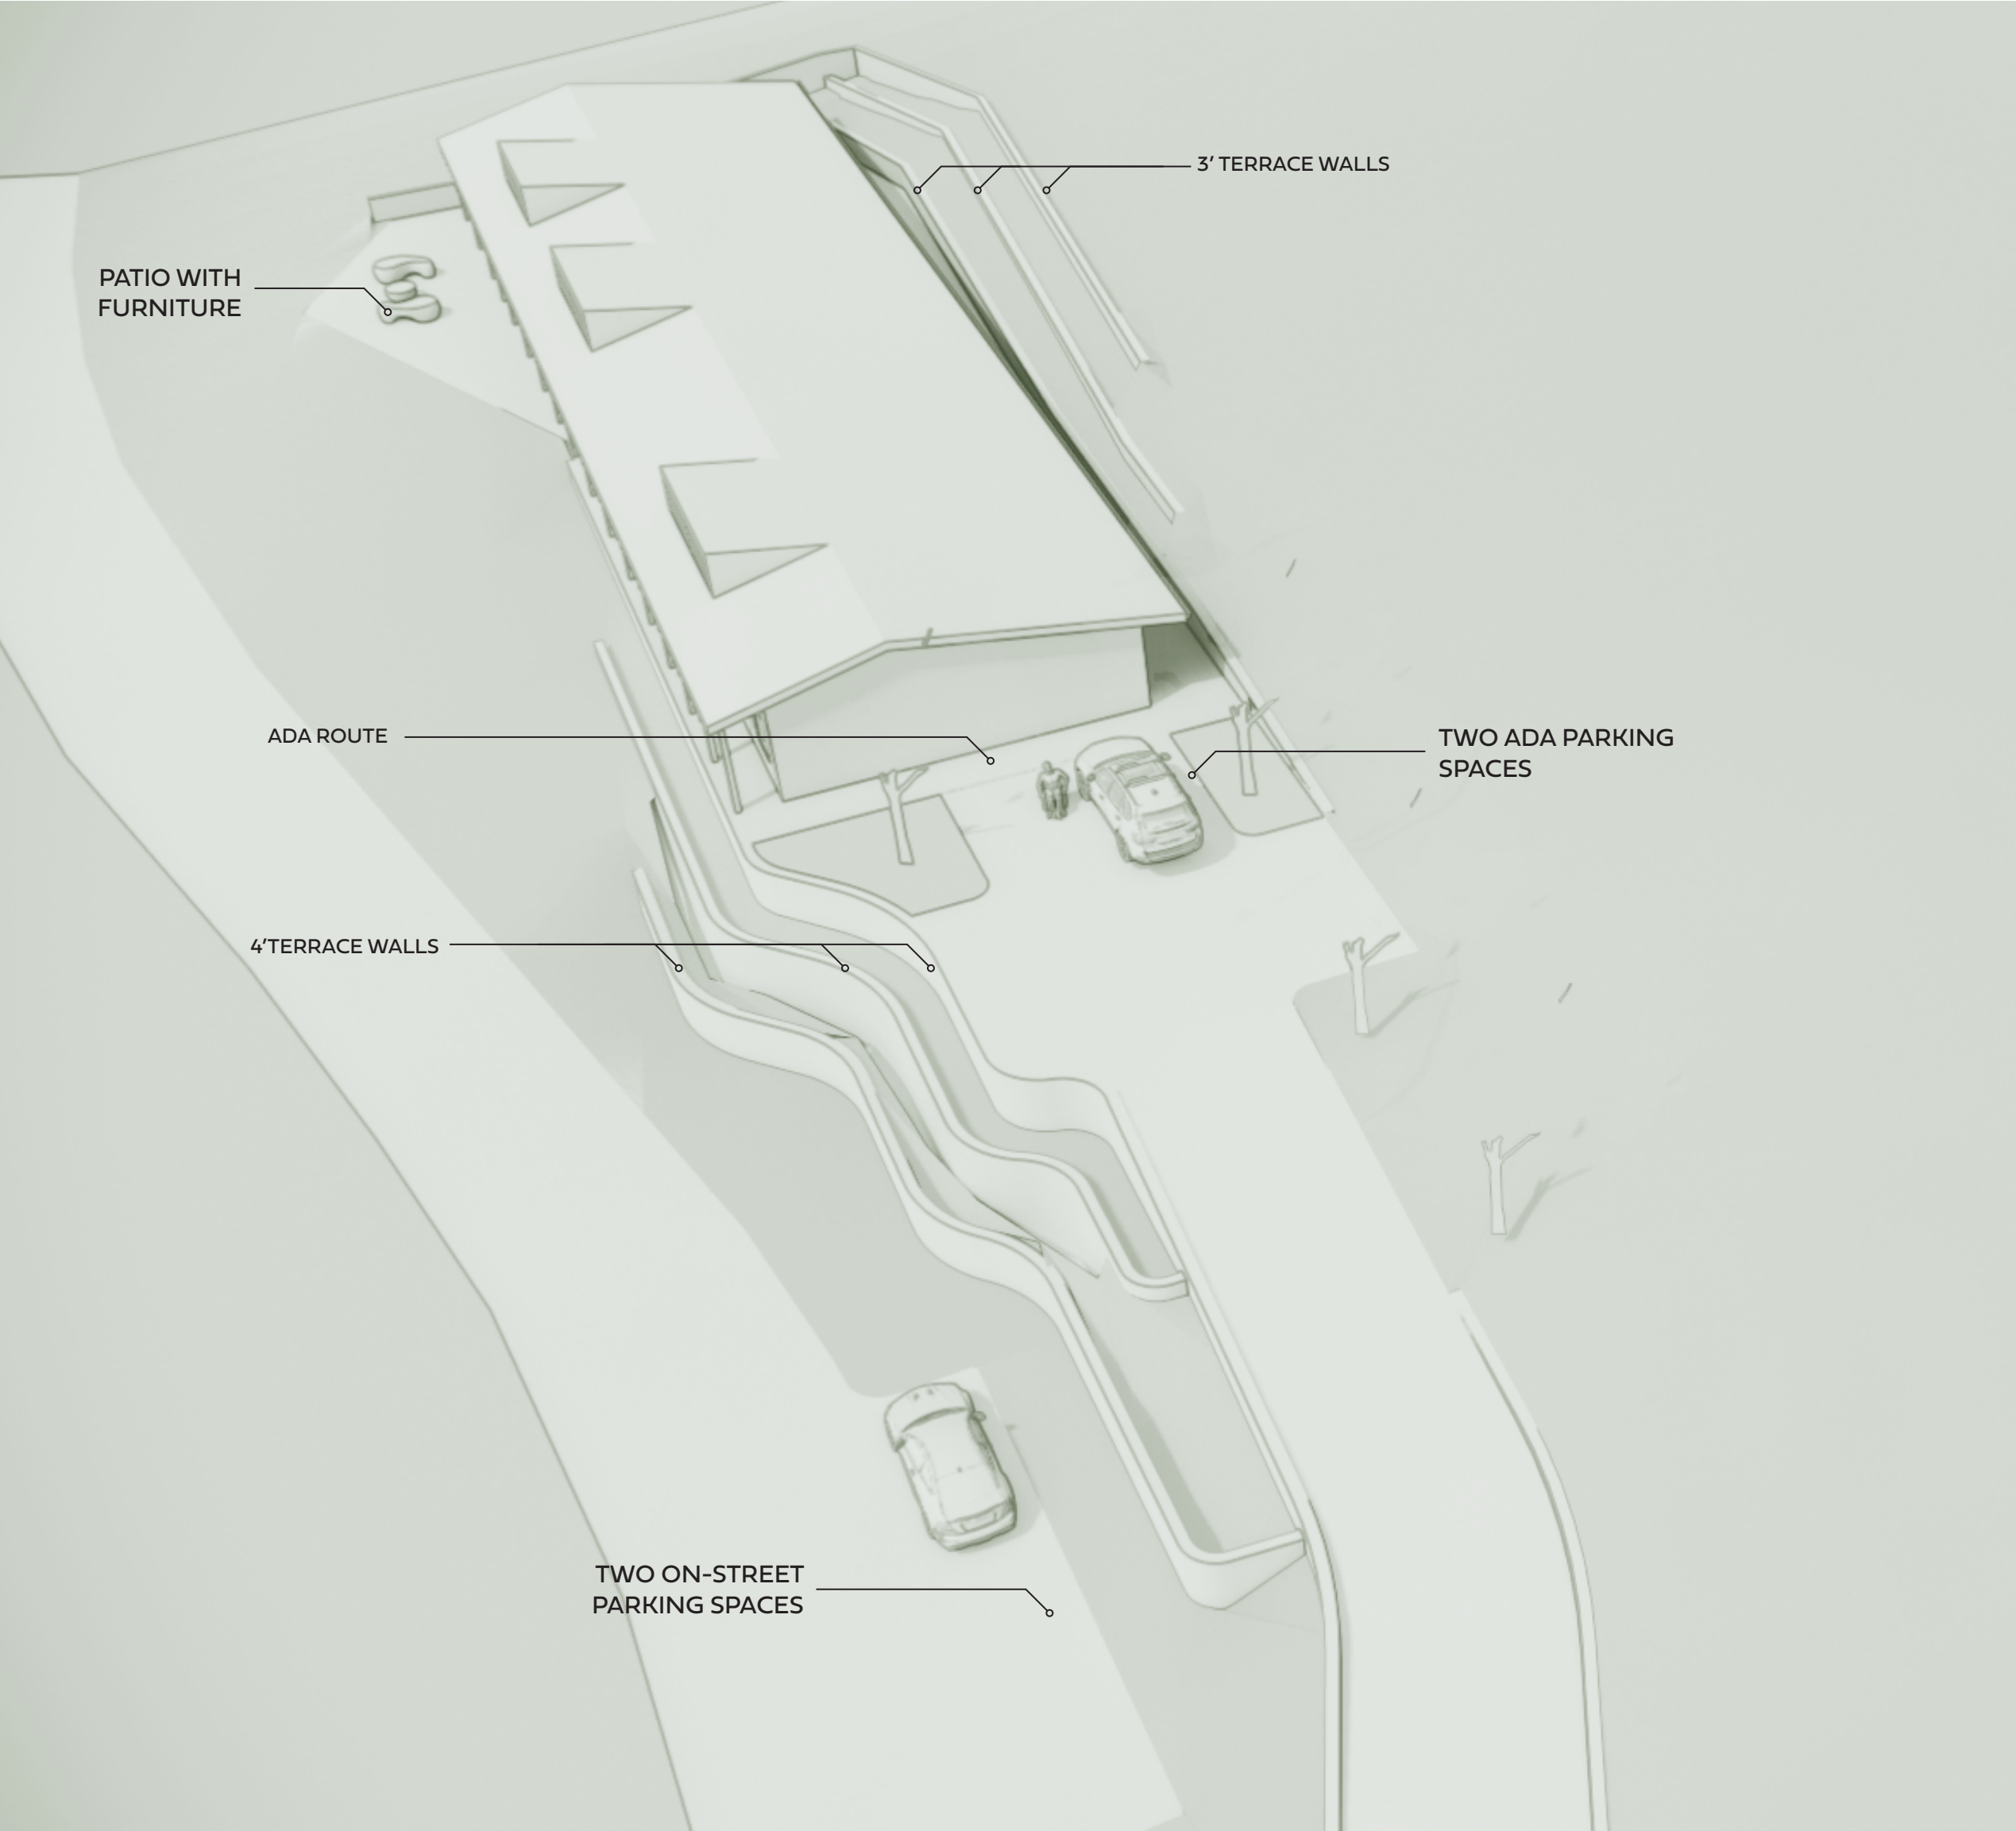 3' TERRACE WALLS
PATIO WITH
FURNITURE
ADA ROUTE
TWO ADA PARKING
SPACES
4'TERRACE WALLS
TWO ON-STREET
PARKING SPACES